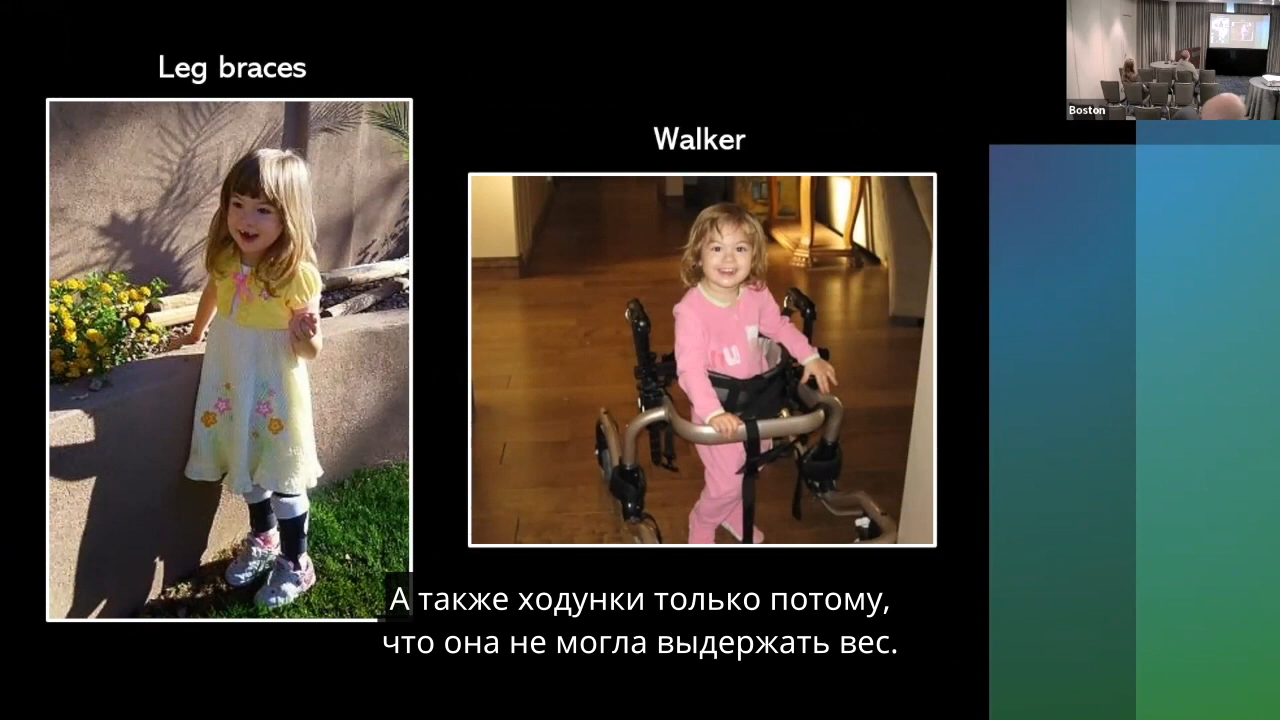 Leg braces
Walker
Boston
А также ходунки только потому,
что она не могла выдержать вес.